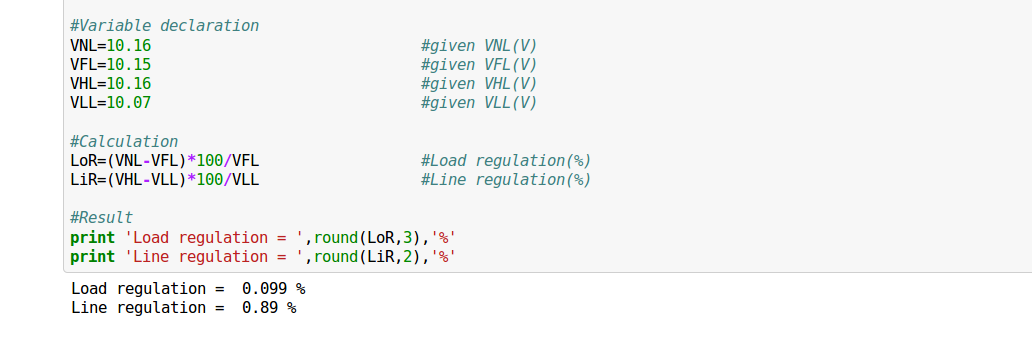 #Variable declaration
VNL=10.16 #given VNL(V)
VFL=10.15 #given VFL(V)
VHL=10.16 #given VHL(V)
VLL=10.07 #given VLL(V)
#Calculation
LoR=(VNL-VFL)*100/VFL #Load regulation(%)
LiR=(VHL-VLL)*100/VLL #Line regulation(%)
#Result
print 'Load regulation = ',round(LoR,3),'%'
print 'Line regulation = ',round(LiR,2),'%'
Load regulation =  0.099 %
Line regulation =  0.89 %